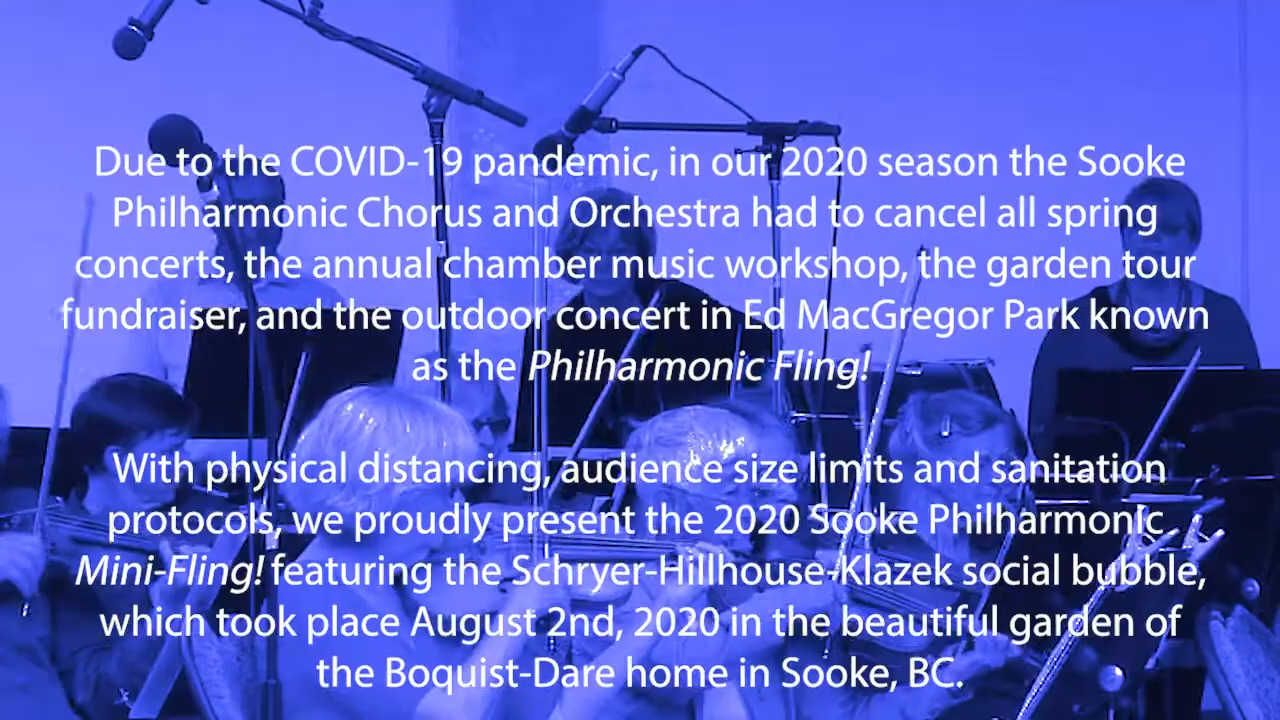 Due to the COVID-19 pandemic, in our 2020 season the Sooke
Philharmonic Chorus and Orchestra had to cancel all spring
concerts, the annual chamber music workshop, the garden tour
fundraiser, and the outdoor concert in Ed MacGregor Park known
as the Philharmonic Fling!
With physical distancing, audience size limits and sanitation
protocols, we proudly present the 2020 Sooke Philharmonic
Mini-Fling! featuring the Schryer-Hillhouse-Klazek social bubble,
which took place August 2nd, 2020 in the beautiful garden of
the Boquist-Dare home in Sooke, BC.